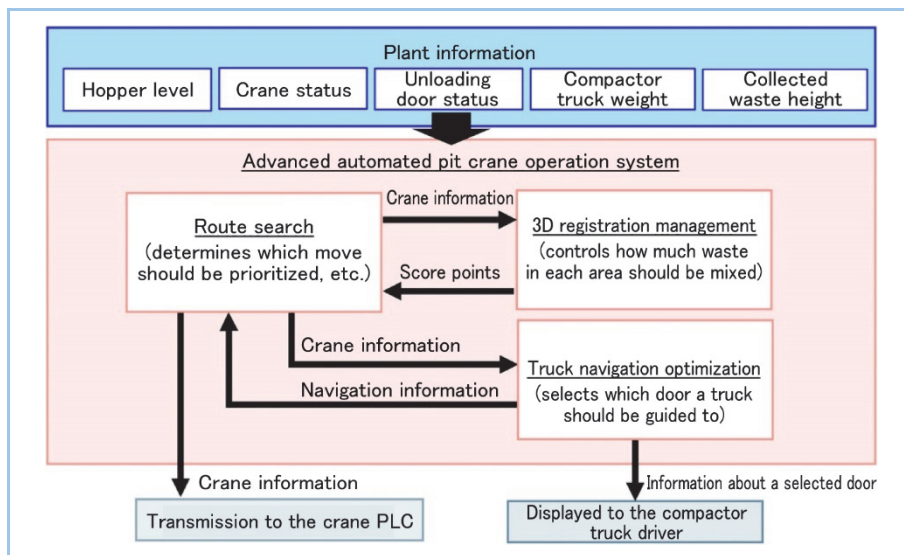 Plant information
Hopper level
Crane status
Unloading
door status
Compactor
truck weight
Collected
waste height
Advanced automated pit crane operation system
Crane information
Route search
(determines which move
should be prioritized, etc.)
3D registration management
(controls how much waste
in each area should be mixed)
Score points
Crane information
Navigation information
Truck navigation optimization
(selects which door a truck
should be guided to)
Crane information
Information about a selected door
Transmission to the crane PLC
Displayed to the compactor
truck driver